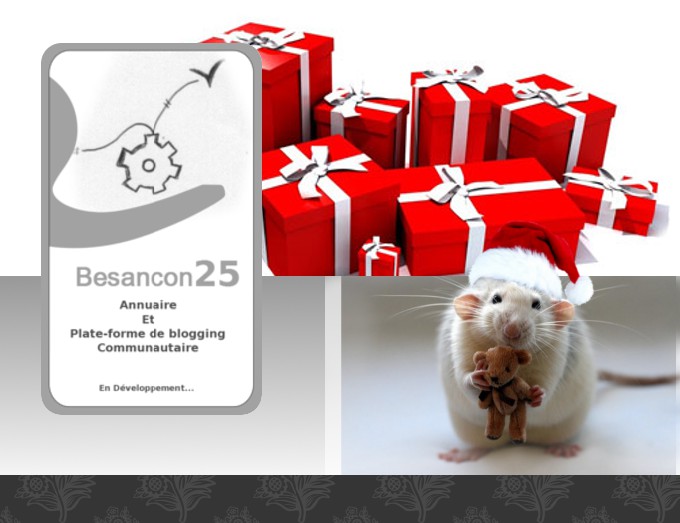 Besancon25
Annuaire
Et
Plate-forme de blogging
Communautaire
En Développement...